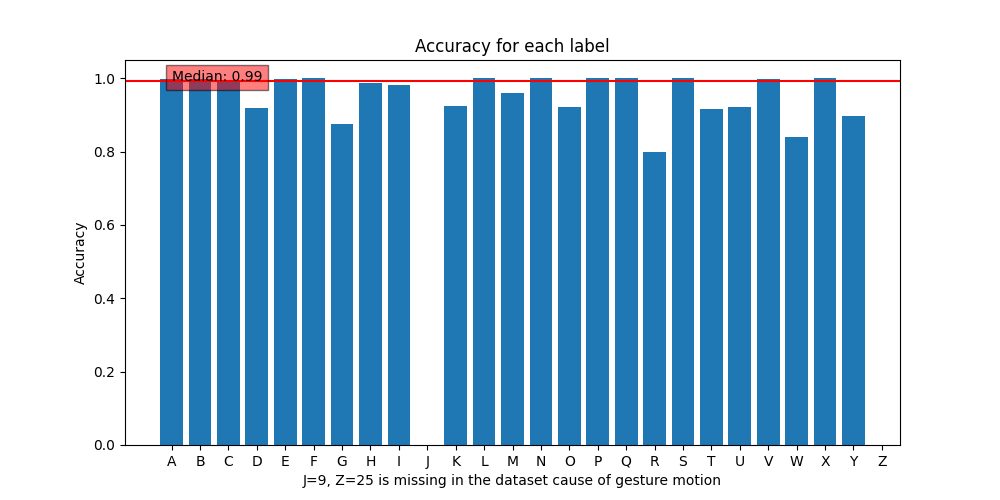 Accuracy for each label
Accuracy
1.0
0.8
0.6
0.4
0.2
0.0
Median: 0.99
A B C D E F G H I J K L M N O P Q R S T U V W X Y Z
J=9, Z=25 is missing in the dataset cause of gesture motion